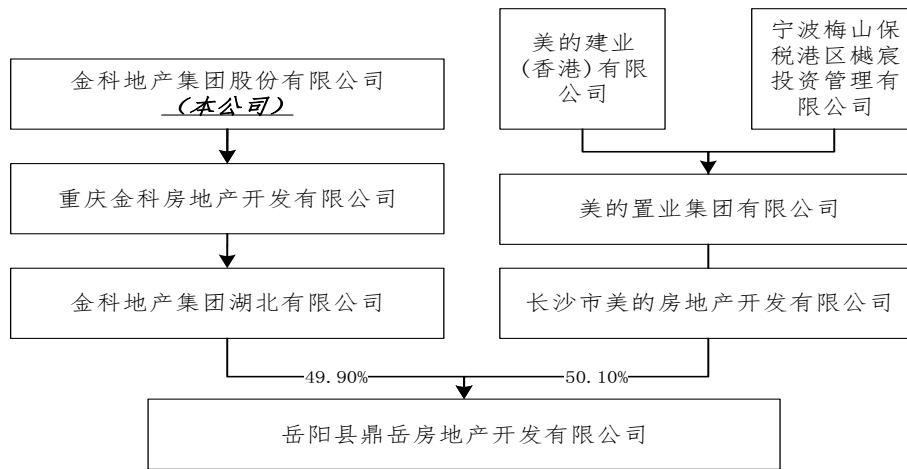 金科地产集团股份有限公司
（本公司）
美的建业
(香港)有限
公司
宁波梅山保
税港区樾宸
投资管理有
限公司
重庆金科房地产开发有限公司
美的置业集团有限公司
金科地产集团湖北有限公司
长沙市美的房地产开发有限公司
49.90%
50.10%
岳阳县鼎岳房地产开发有限公司